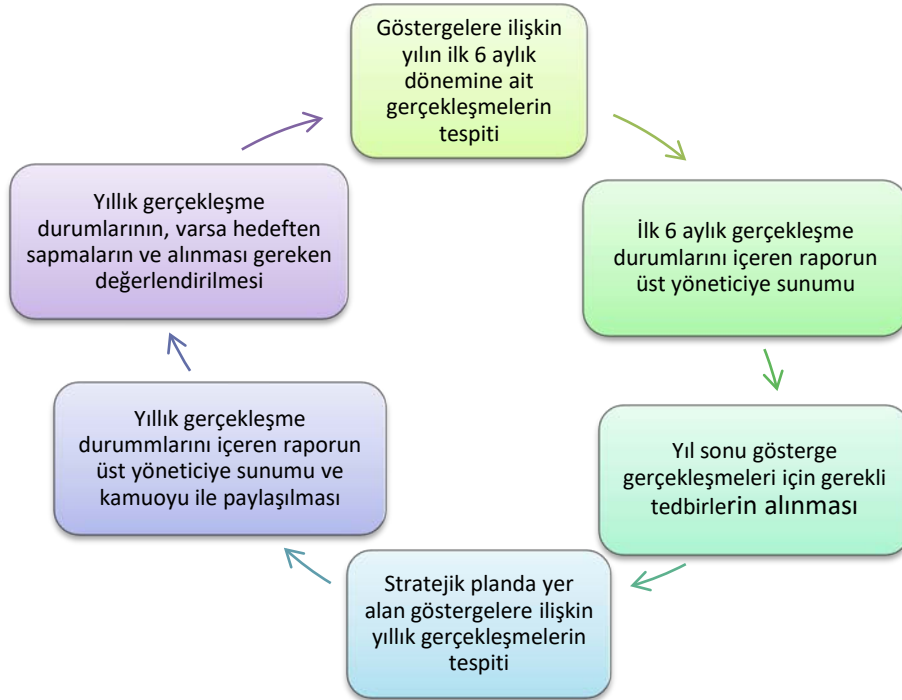 Göstergelere ilişkin
yılın ilk 6 aylık
dönemine ait
gerçekleşmelerin
tespiti
İlk 6 aylık gerçekleşme
durumlarını içeren raporun
üst yöneticiye sunumu
Yıl sonu gösterge
gerçekleşmeleri için gerekli
tedbirlerin alınması
Stratejik planda yer
alan göstergelere ilişkin
yıllık gerçekleşmelerin
tespiti
Yıllık gerçekleşme
durummlarını içeren raporun
üst yöneticiye sunumu ve
kamuoyu ile paylaşılması
Yıllık gerçekleşme
durumlarının, varsa hedeften
sapmaların ve alınması gereken
değerlendirilmesi